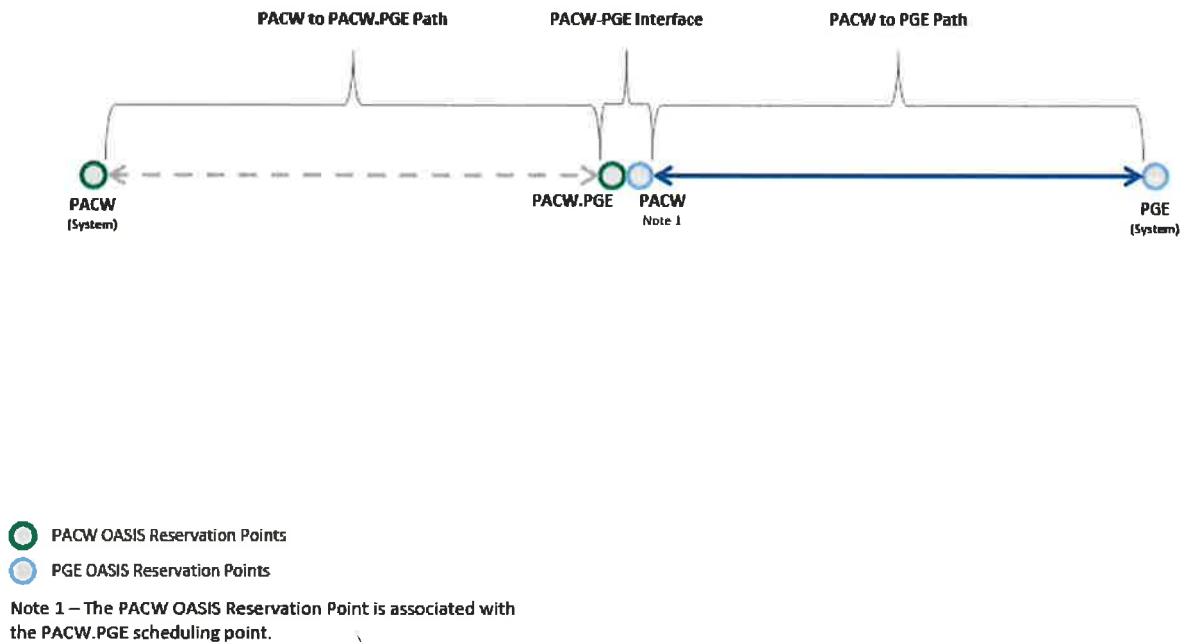 PACW to PACW.PGE Path
PACW-PGE Interface
PACW to PGE Path
PACW
(System)
PACW.PGE
PACW
Note 1
PGE
(System)
PACW OASIS Reservation Points
PGE OASIS Reservation Points
Note 1 – The PACW OASIS Reservation Point is associated with
the PACW.PGE scheduling point.